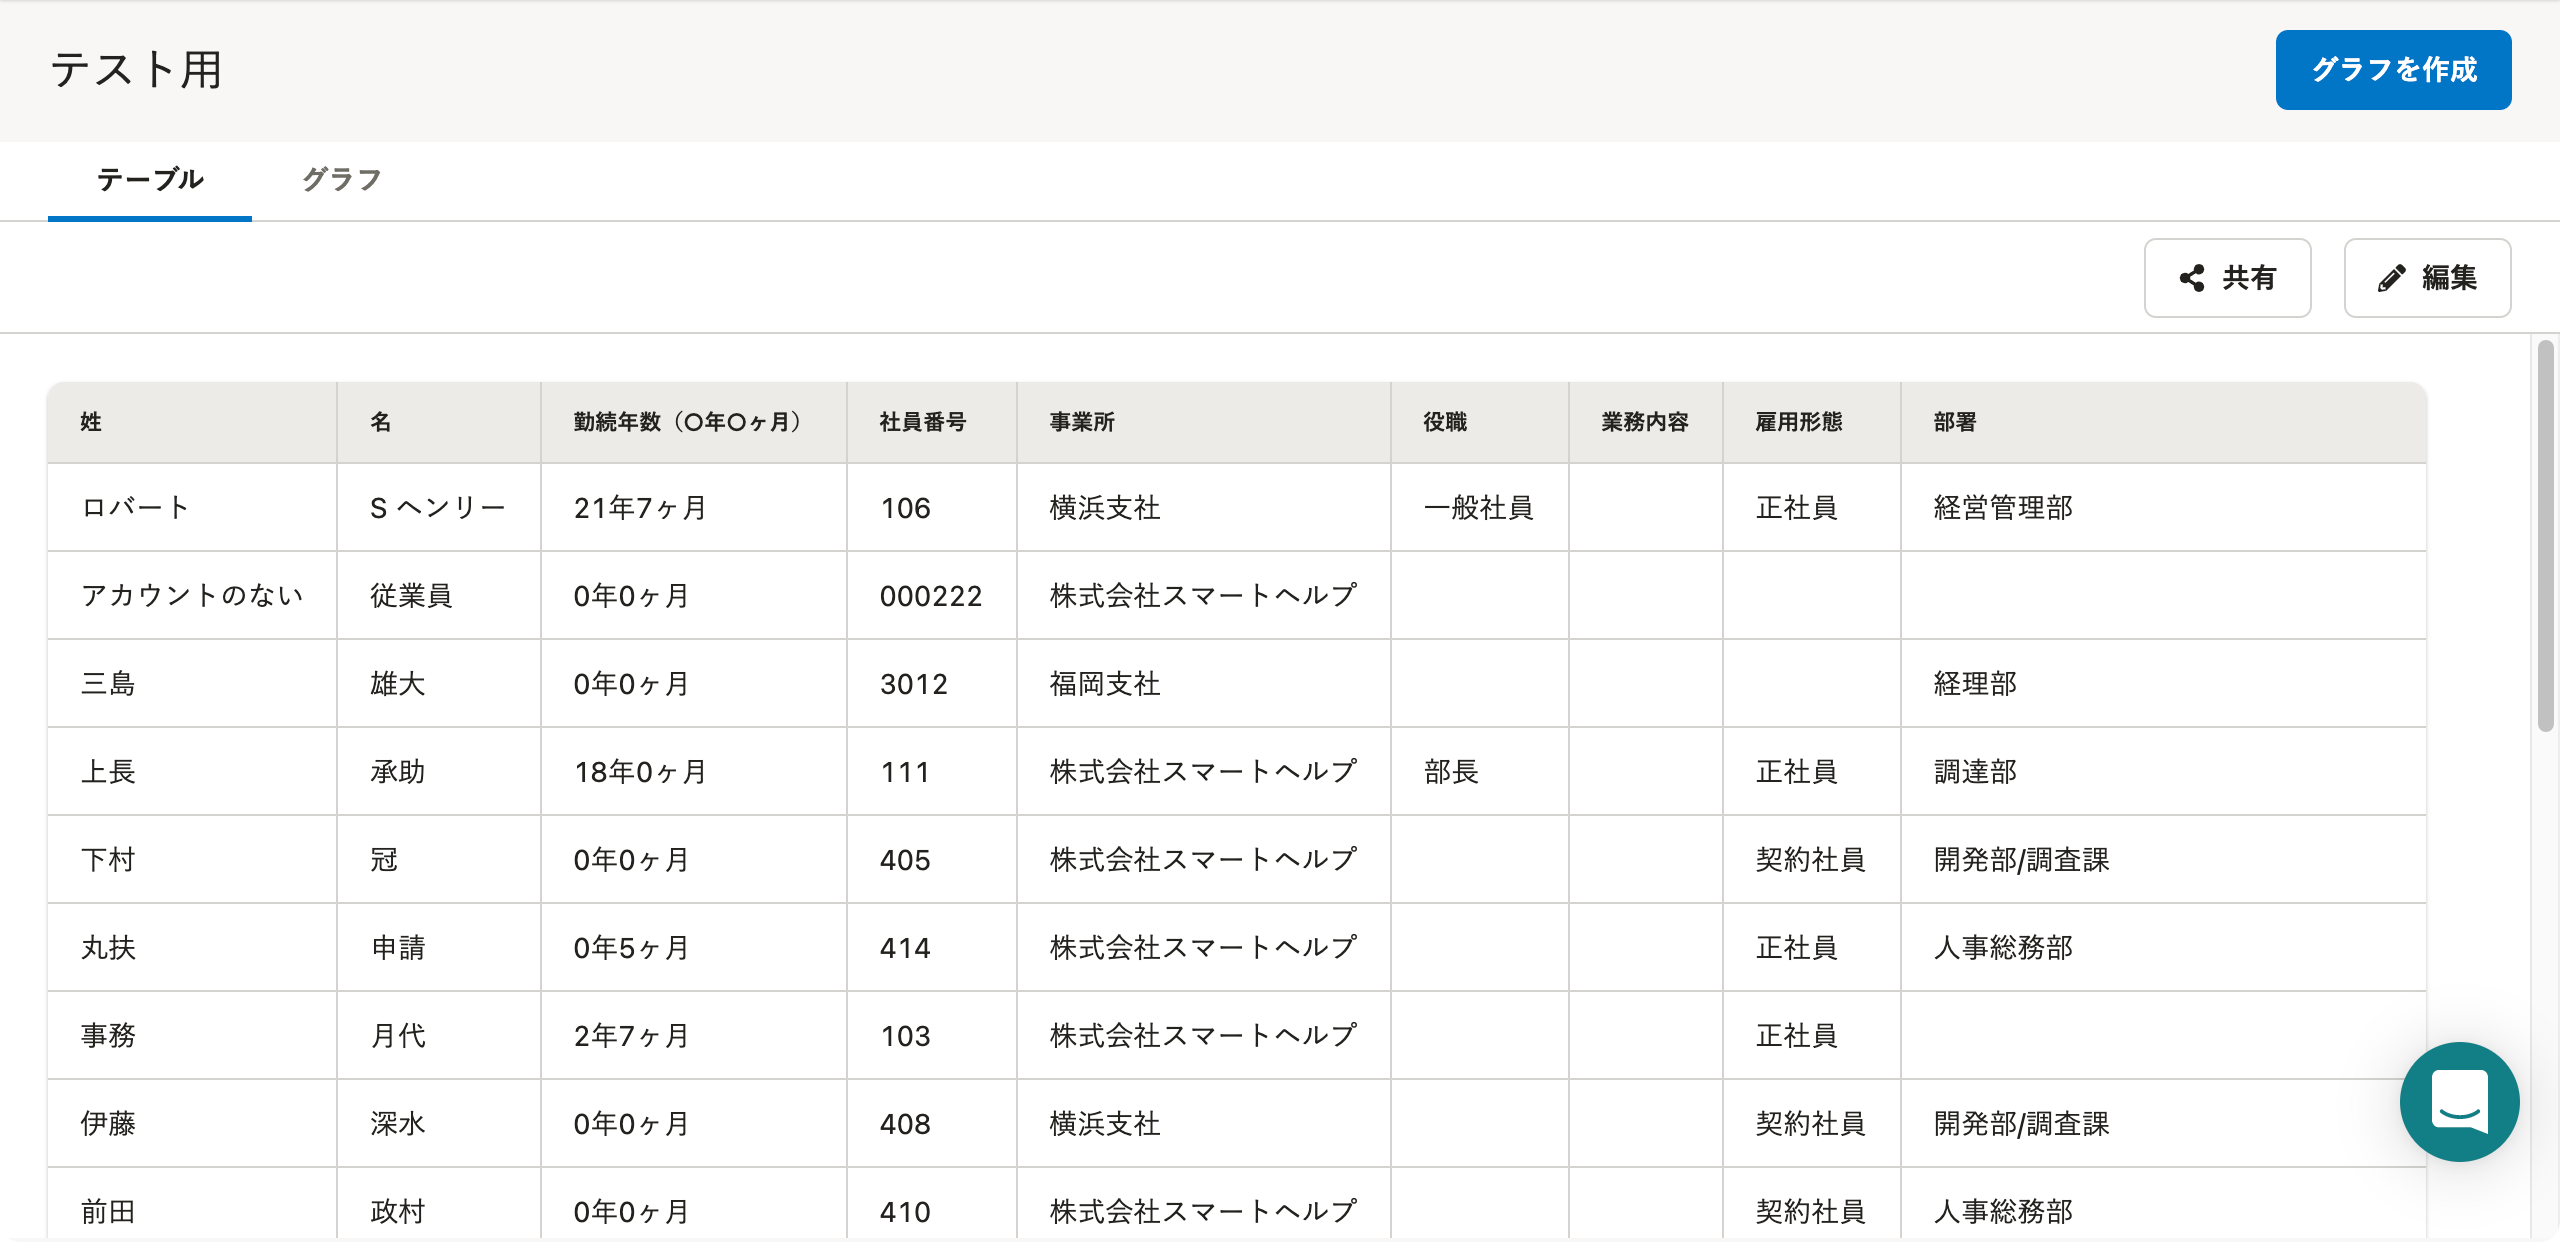 テスト用
グラフを作成
テーブル グラフ
共有 編集
姓 名 勤続年数（〇年〇ヶ月） 社員番号 事業所 役職 業務内容 雇用形態 部署
ロバート S ヘンリー 21年7ヶ月 106 横浜支社 一般社員 正社員 経営管理部
アカウントのない 従業員 0年0ヶ月 000222 株式会社スマートヘルプ
三島 雄大 0年0ヶ月 3012 福岡支社 経理部
上長 承助 18年0ヶ月 111 株式会社スマートヘルプ 部長 正社員 調達部
下村 冠 0年0ヶ月 405 株式会社スマートヘルプ 契約社員 開発部/調査課
丸扶 申請 0年5ヶ月 414 株式会社スマートヘルプ 正社員 人事総務部
事務 月代 2年7ヶ月 103 株式会社スマートヘルプ 正社員
伊藤 深水 0年0ヶ月 408 横浜支社 契約社員 開発部/調査課
前田 政村 0年0ヶ月 410 株式会社スマートヘルプ 契約社員 人事総務部